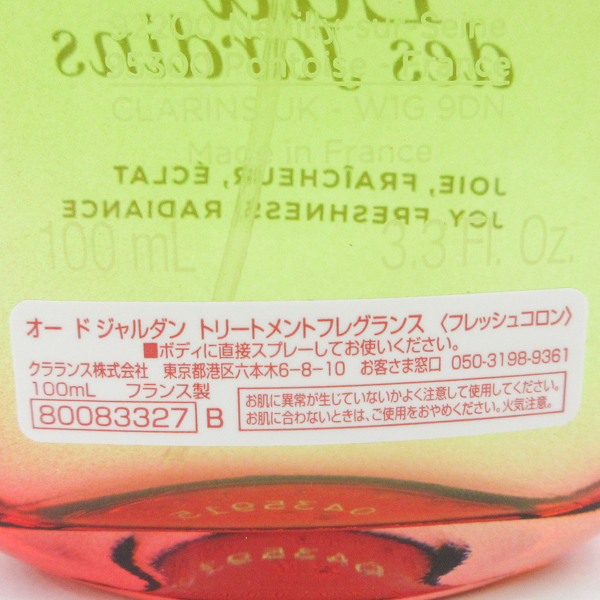 L'Eau
des Jardins
92200 Neuilly-sur-Seine
95300 Pontoise - France
CLARINS UK - W1G 9DN
Made in France
JOIE, FRAÎCHEUR, ÉCLAT
JOY, FRESHNESS, RADIANCE
100 mL 3.3 Fl. Oz.
オー ド ジャルダン トリートメントフレグランス 〈フレッシュコロン〉
■ボディに直接スプレーしてお使いください。
クラランス株式会社 東京都港区六本木6-8-10 お客さま窓口 050-3198-9361
100mL フランス製
80083327 B
お肌に異常が生じていないかよく注意して使用してください。
お肌に合わないときは、ご使用をおやめください。火気注意。